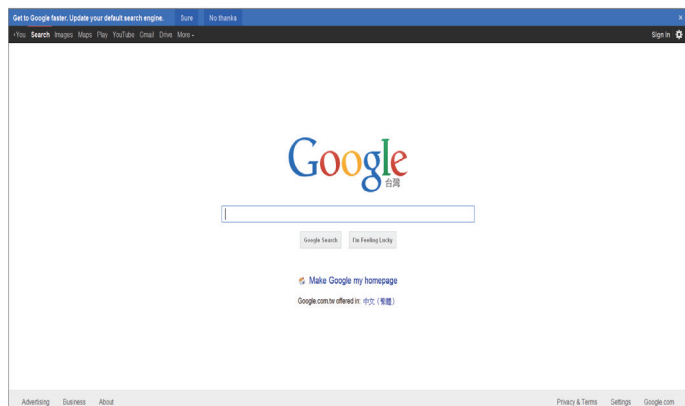 Get to Google faster. Update your default search engine. Sure No thanks ×
+You Search Images Maps Play YouTube Gmail Drive More Sign in
Google
台灣
Google Search I'm Feeling Lucky
Make Google my homepage
Google.com.tw offered in: 中文 (繁體)
Advertising Business About Privacy & Terms Settings Google.com